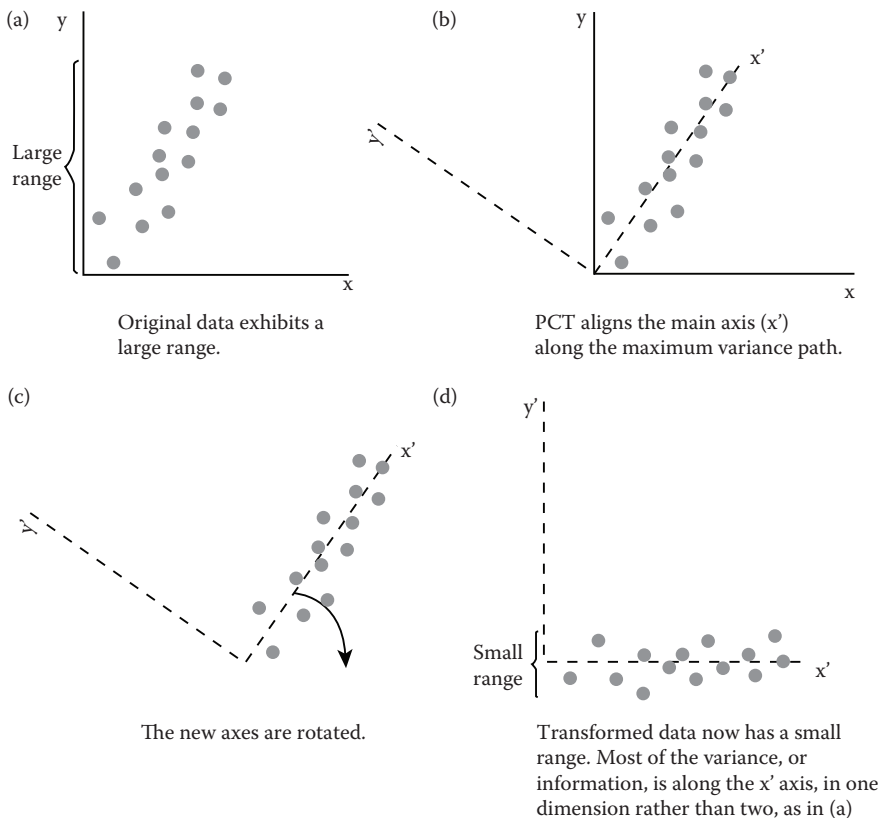 (a)
y
Large
range
x
Original data exhibits a
large range.
(b)
y
x’
y’
x
PCT aligns the main axis (x’)
along the maximum variance path.
(c)
x’
y’
The new axes are rotated.
(d)
y’
Small
range
x’
Transformed data now has a small
range. Most of the variance, or
information, is along the x’ axis, in one
dimension rather than two, as in (a)